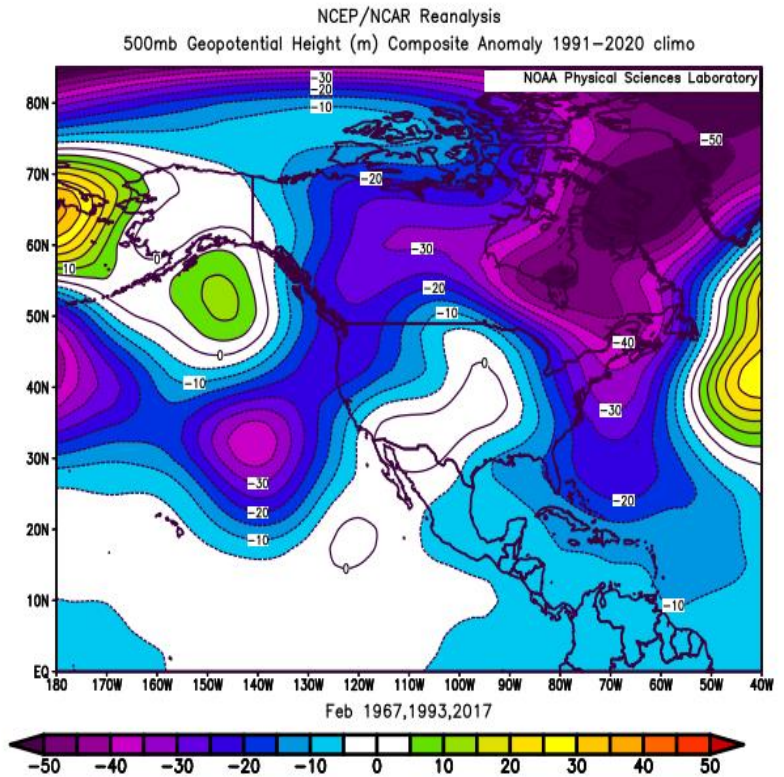 NCEP/NCAR Reanalysis
500mb Geopotential Height (m) Composite Anomaly 1991-2020 climo
NOAA Physical Sciences Laboratory
80N
70N
60N
50N
40N
30N
20N
10N
EQ
-30
-20
-10
-50
-20
0
-30
10
-20
-10
0
-40
-10
0
-30
-30
-20
-20
-10
0
-10
180 170W 160W 150W 140W 130W 120W 110W 100W 90W 80W 70W 60W 50W 40W
Feb 1967,1993,2017
-50 -40 -30 -20 -10 0 10 20 30 40 50